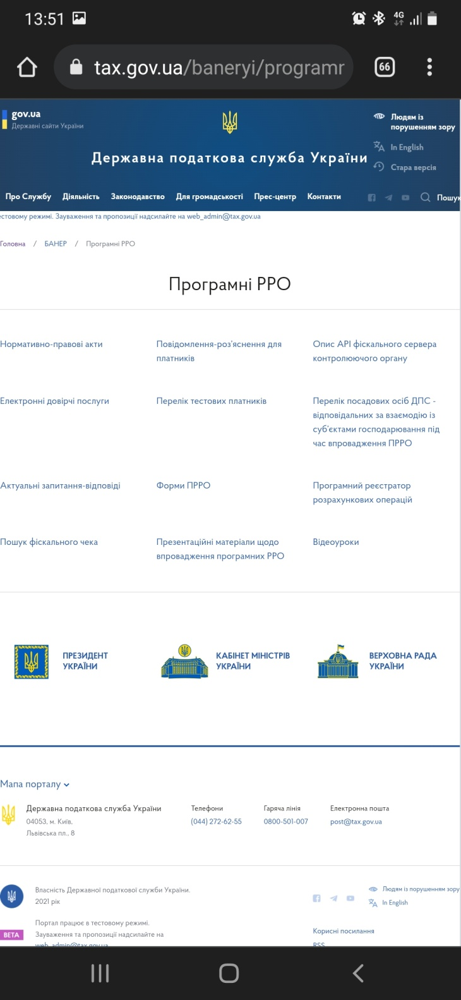 13:51
4G
tax.gov.ua/baneryi/programr
66
gov.ua
Державні сайти України
Людям із
порушенням зору
In English
Державна податкова служба України
Стара версія
Про Службу Діяльність Законодавство Для громадськості Прес-центр Контакти Пошук
естовому режимі. Зауваження та пропозиції надсилайте на web_admin@tax.gov.ua
Головна / БАНЕР / Програмні РРО
Програмні РРО
Нормативно-правові акти
Повідомлення-роз’яснення для
платників
Опис API фіскального сервера
контролюючого органу
Електронні довірчі послуги
Перелік тестових платників
Перелік посадових осіб ДПС -
відповідальних за взаємодію із
суб’єктами господарювання під
час впровадження ПРРО
Актуальні запитання-відповіді
Форми ПРРО
Програмний реєстратор
розрахункових операцій
Пошук фіскального чека
Презентаційні матеріали щодо
впровадження програмних РРО
Відеоуроки
ПРЕЗИДЕНТ
УКРАЇНИ
КАБІНЕТ МІНІСТРІВ
УКРАЇНИ
ВЕРХОВНА РАДА
УКРАЇНИ
Мапа порталу
Державна податкова служба України
04053, м. Київ,
Львівська пл., 8
Телефони
(044) 272-62-55
Гаряча лінія
0800-501-007
Електронна пошта
post@tax.gov.ua
Власність Державної податкової служби України.
2021 рік
Людям із порушенням зору
In English
BETA
Портал працює в тестовому режимі.
Зауваження та пропозиції надсилайте на
web_admin@tax.gov.ua
Корисні посилання
RSS